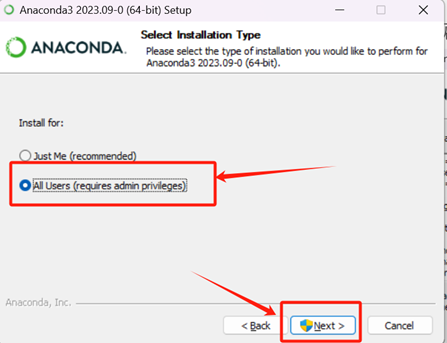 Anaconda3 2023.09-0 (64-bit) Setup
ANACONDA.
Select Installation Type
Please select the type of installation you would like to perform for
Anaconda3 2023.09-0 (64-bit).
Install for:
Just Me (recommended)
All Users (requires admin privileges)
Anaconda, Inc.
< Back
Next >
Cancel